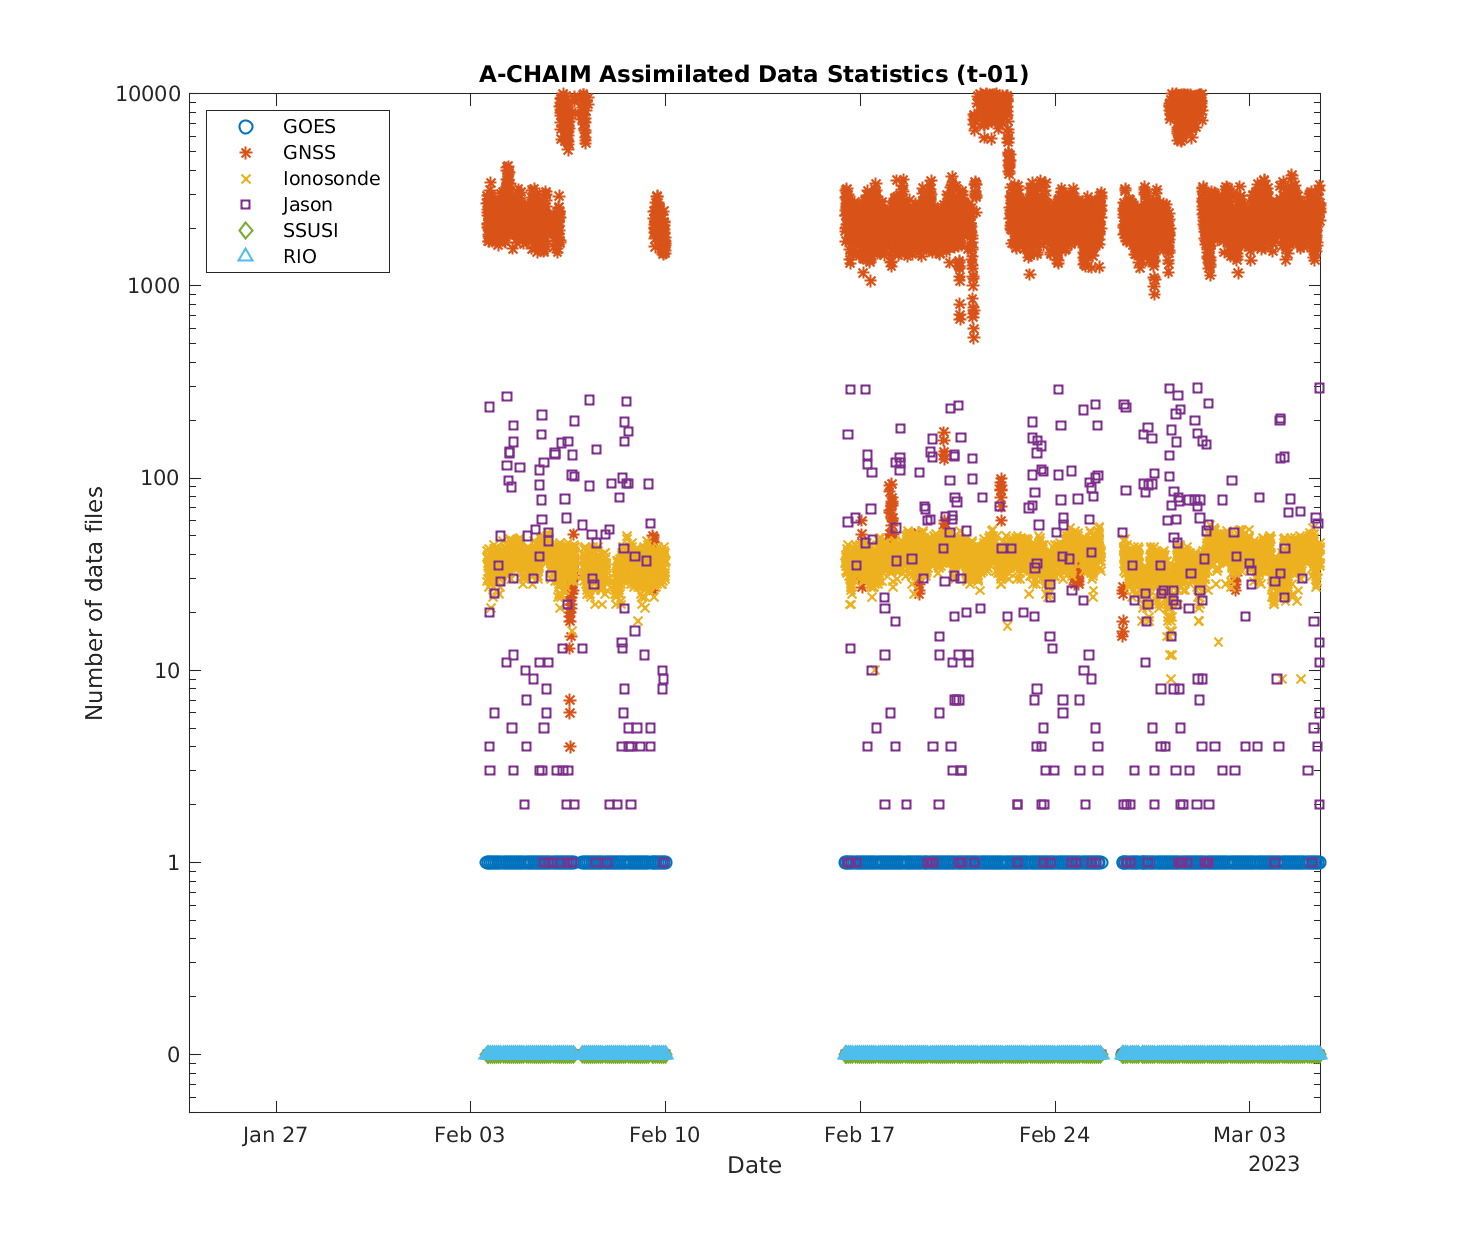 A-CHAIM Assimilated Data Statistics (t-01)
10000
1000
100
10
1
0
GOES
GNSS
Ionosonde
Jason
SSUSI
RIO
Number of data files
Jan 27
Feb 03
Feb 10
Feb 17
Feb 24
Mar 03
2023
Date